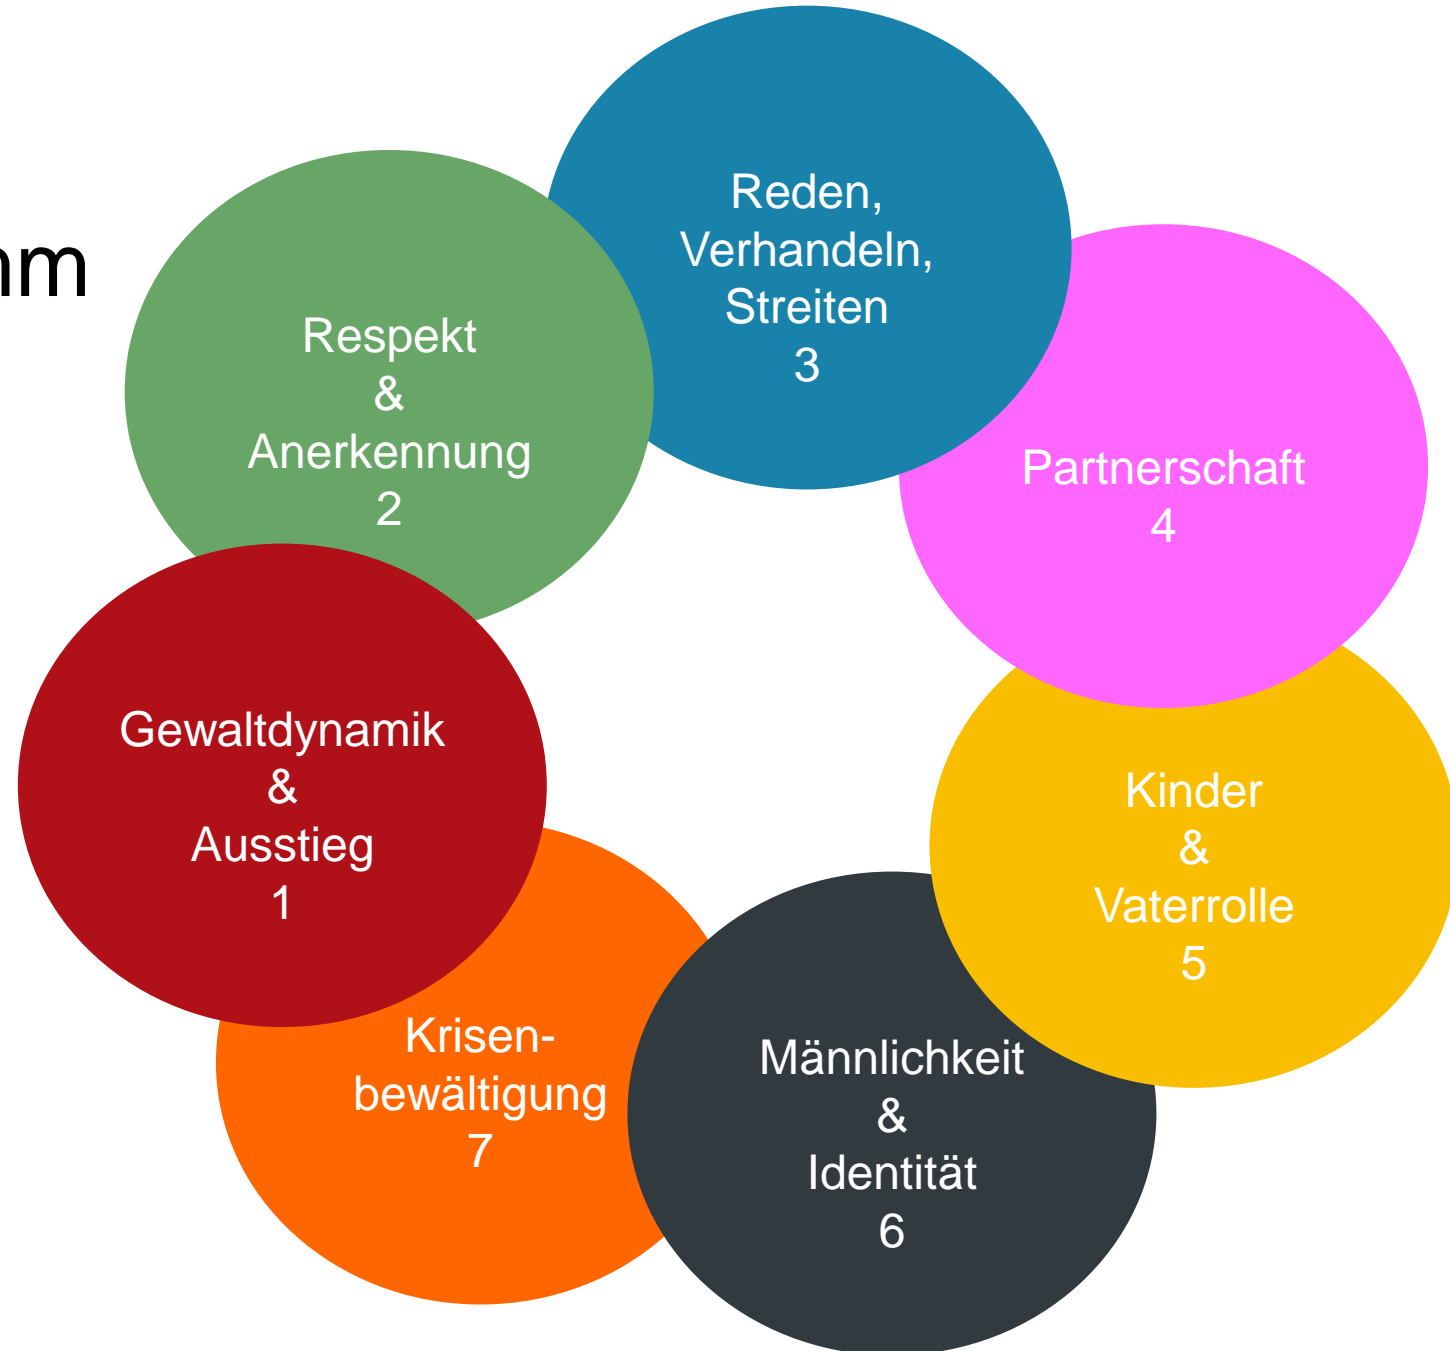 Gewaltdynamik
&
Ausstieg
1
Respekt
&
Anerkennung
2
Reden,
Verhandeln,
Streiten
3
Partnerschaft
4
Kinder
&
Vaterrolle
5
Männlichkeit
&
Identität
6
Krisen-
bewältigung
7